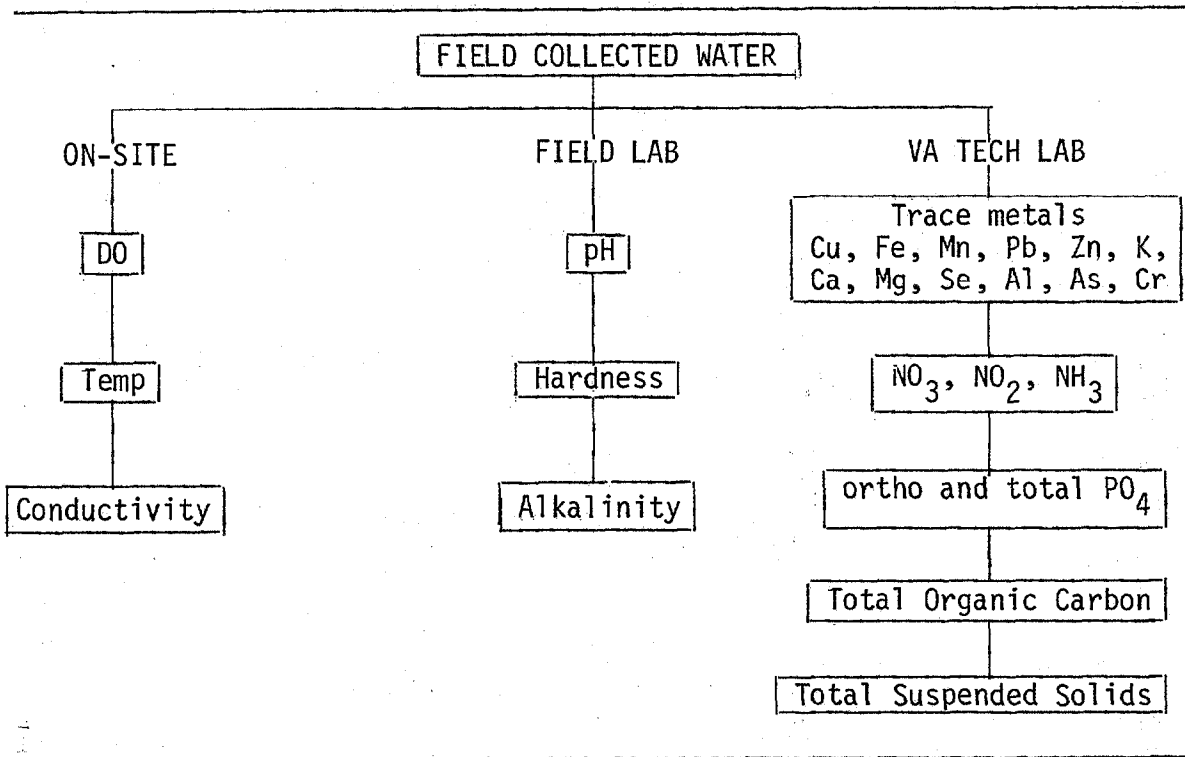 FIELD COLLECTED WATER
ON-SITE
DO
Temp
Conductivity
FIELD LAB
pH
Hardness
Alkalinity
VA TECH LAB
Trace metals
Cu, Fe, Mn, Pb, Zn, K,
Ca, Mg, Se, Al, As, Cr
NO3, NO2, NH3
ortho and total PO4
Total Organic Carbon
Total Suspended Solids